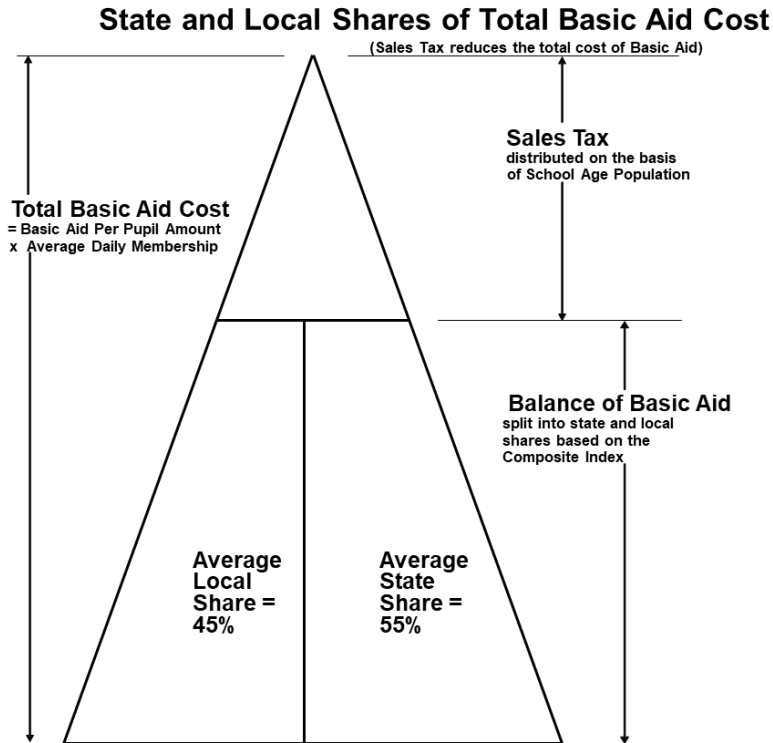 State and Local Shares of Total Basic Aid Cost
(Sales Tax reduces the total cost of Basic Aid)
Sales Tax
distributed on the basis
of School Age Population
Total Basic Aid Cost
= Basic Aid Per Pupil Amount
x Average Daily Membership
Balance of Basic Aid
split into state and local
shares based on the
Composite Index
Average
Local
Share =
45%
Average
State
Share =
55%